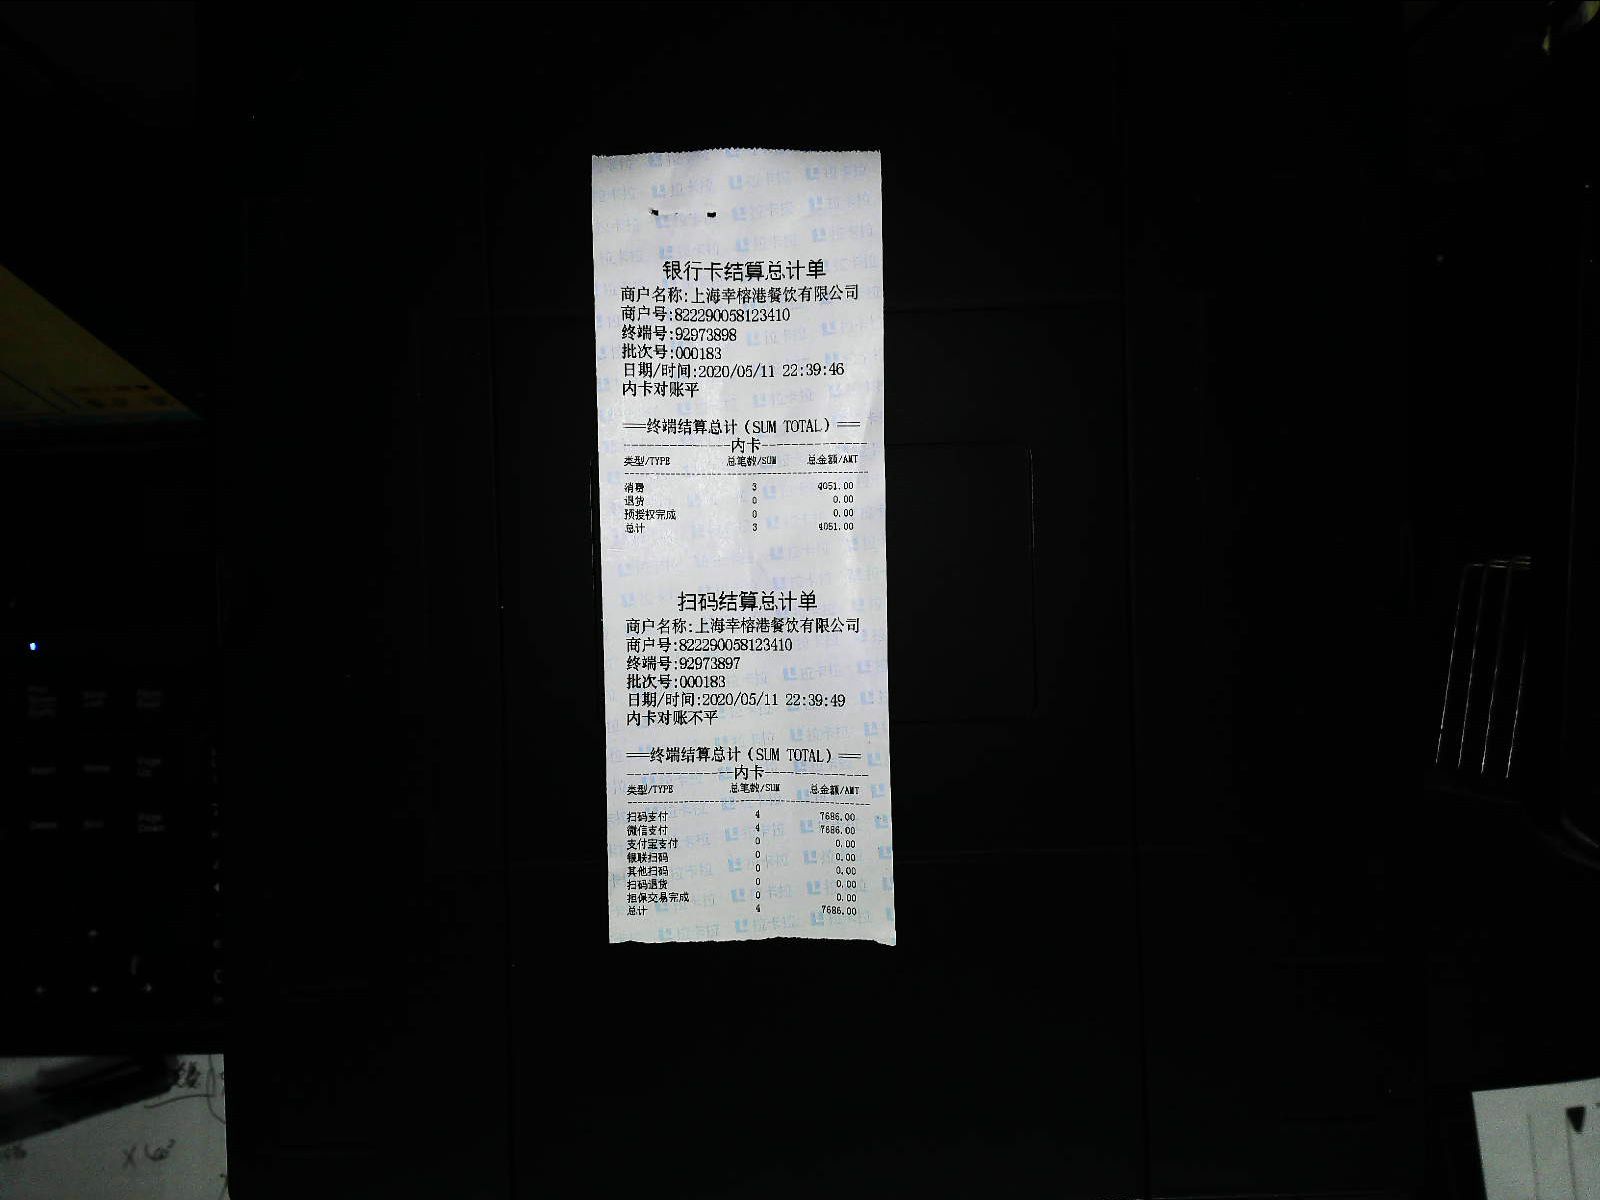 银行卡结算总计单
商户名称:上海幸榕港餐饮有限公司
商户号:822290058123410
终端号:92973898
批次号:000183
日期/时间:2020/05/11 22:39:46
内卡对账平
══终端结算总计(SUM TOTAL)══
--------------内卡--------------
类型/TYPE 总笔数/SUM 总金额/AMT
消费 3 4051.00
退货 0 0.00
预授权完成 0 0.00
总计 3 4051.00
扫码结算总计单
商户名称:上海幸榕港餐饮有限公司
商户号:822290058123410
终端号:92973897
批次号:000183
日期/时间:2020/05/11 22:39:49
内卡对账不平
══终端结算总计(SUM TOTAL)══
--------------内卡--------------
类型/TYPE 总笔数/SUM 总金额/AMT
扫码支付 4 7686.00
微信支付 4 7686.00
支付宝支付 0 0.00
银联扫码 0 0.00
其他扫码 0 0.00
扫码退货 0 0.00
担保交易完成 0 0.00
总计 4 7686.00
拉卡拉